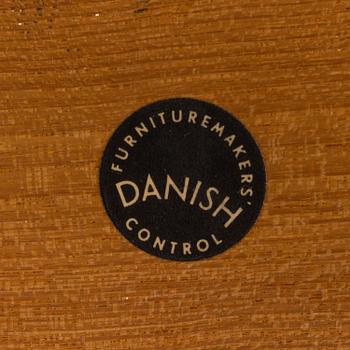 FURNITUREMAKERS'
DANISH
CONTROL